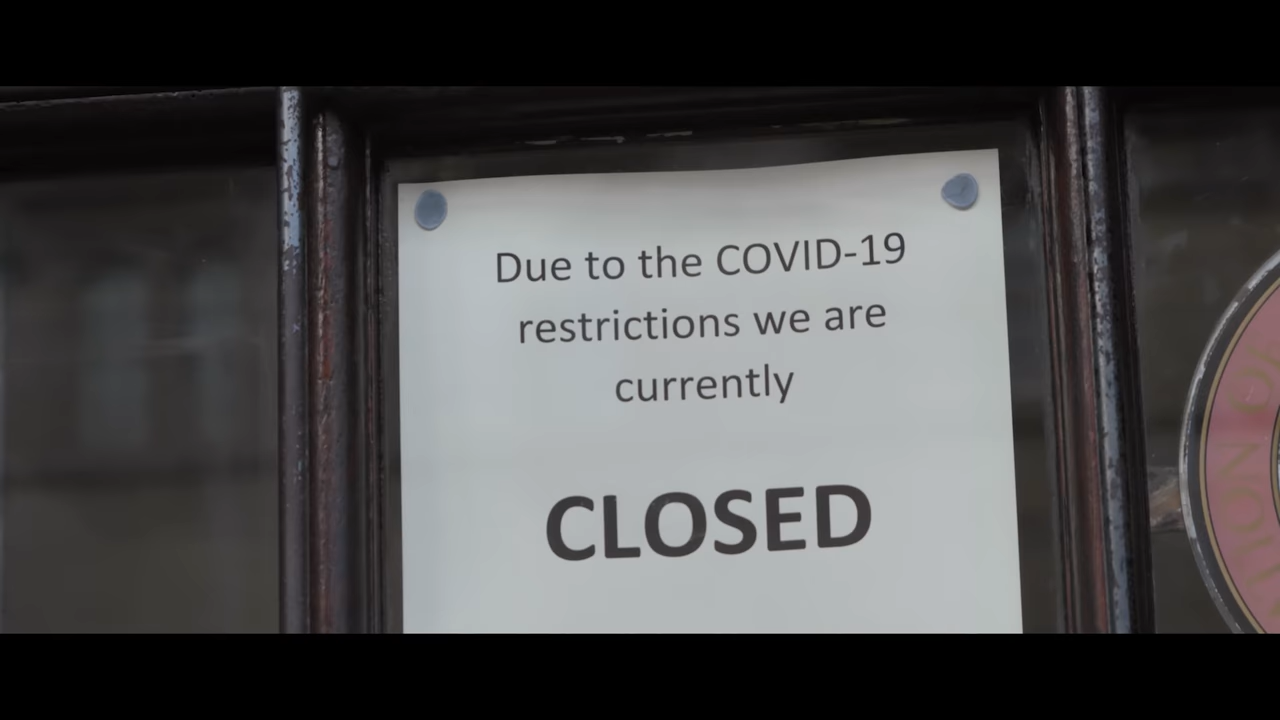 Due to the COVID-19
restrictions we are
currently
CLOSED